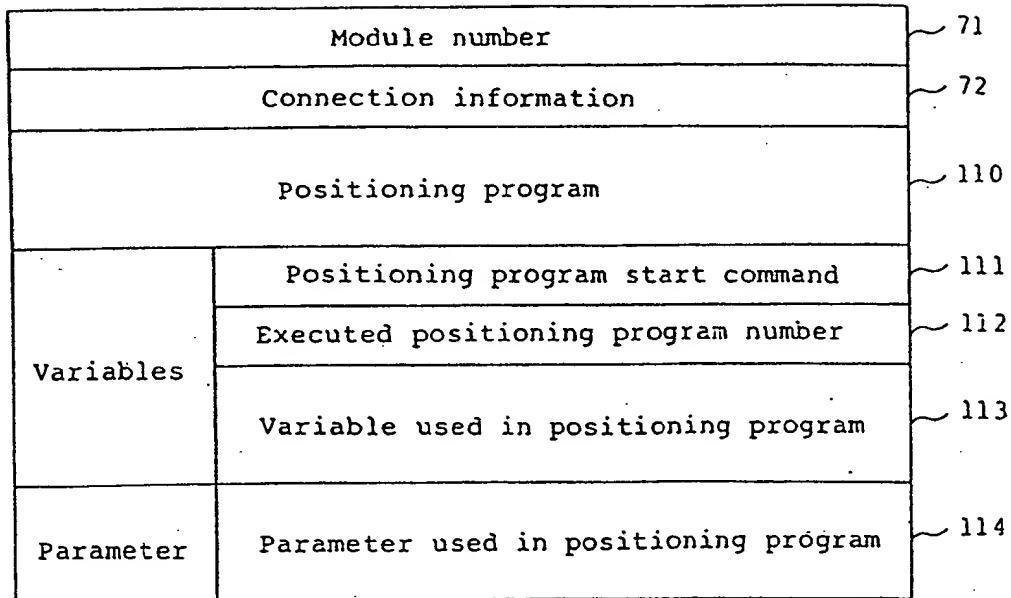 Module number 71
Connection information 72
Positioning program 110
Variables
Positioning program start command 111
Executed positioning program number 112
Variable used in positioning program 113
Parameter
Parameter used in positioning program 114